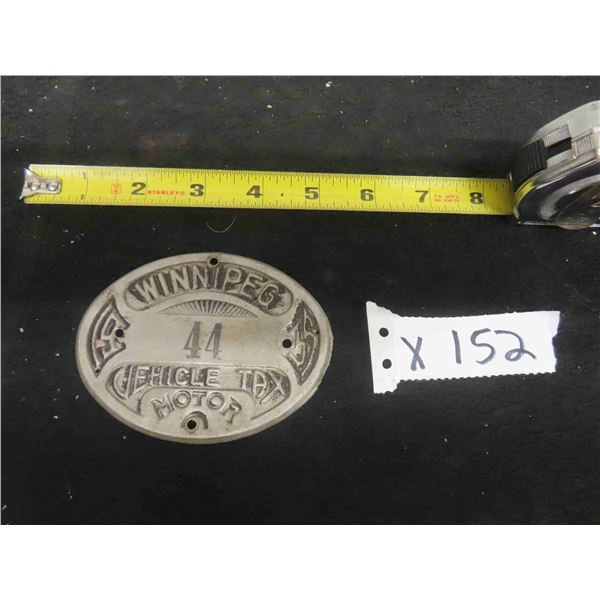 1 2 STANLEY 3 4 5 6 7 8
WINNIPEG
44
VEHICLE TAX
MOTOR
X 152